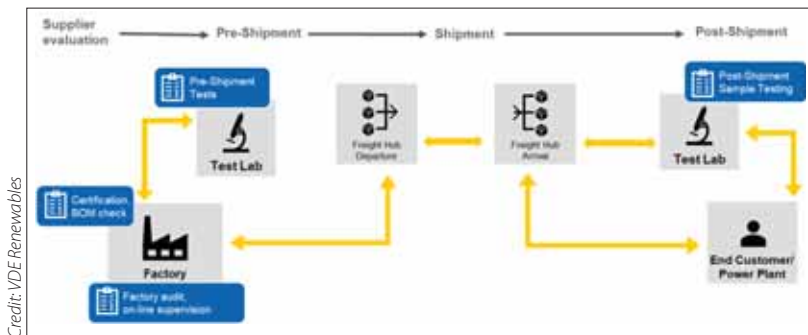 Supplier
evaluation
Pre-Shipment
Shipment
Post-Shipment
Pre-Shipment
Tests
Test Lab
Freight Hub
Departure
Freight Hub
Arrival
Post-Shipment
Sample Testing
Test Lab
Certification,
BOM check
Factory
Factory audit,
on-line supervision
End Customer/
Power Plant
Credit: VDE Renewables